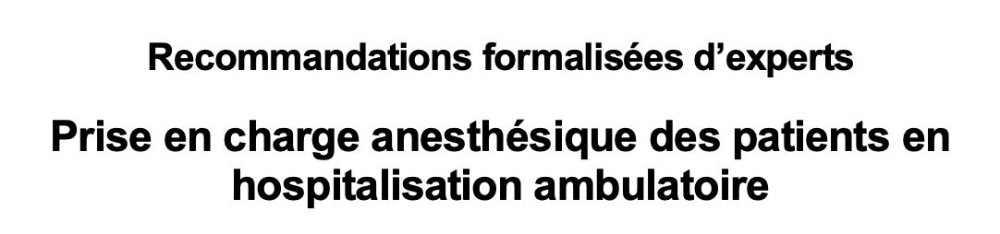 Recommandations formalisées d’experts
Prise en charge anesthésique des patients en
hospitalisation ambulatoire